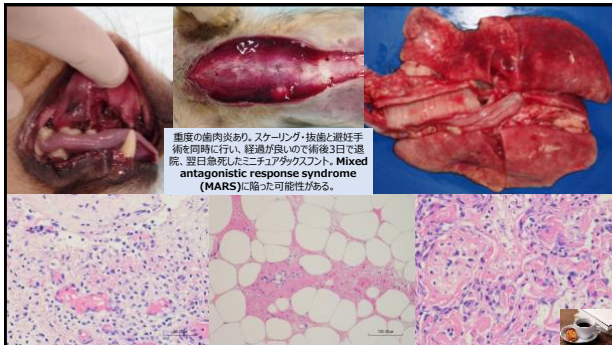 重度の歯肉炎あり。スケーリング・抜歯と避妊手
術を同時に行い、経過が良いので術後3日で退
院、翌日急死したミニチュアダックスフント。Mixed
antagonistic response syndrome
(MARS)に陥った可能性がある。